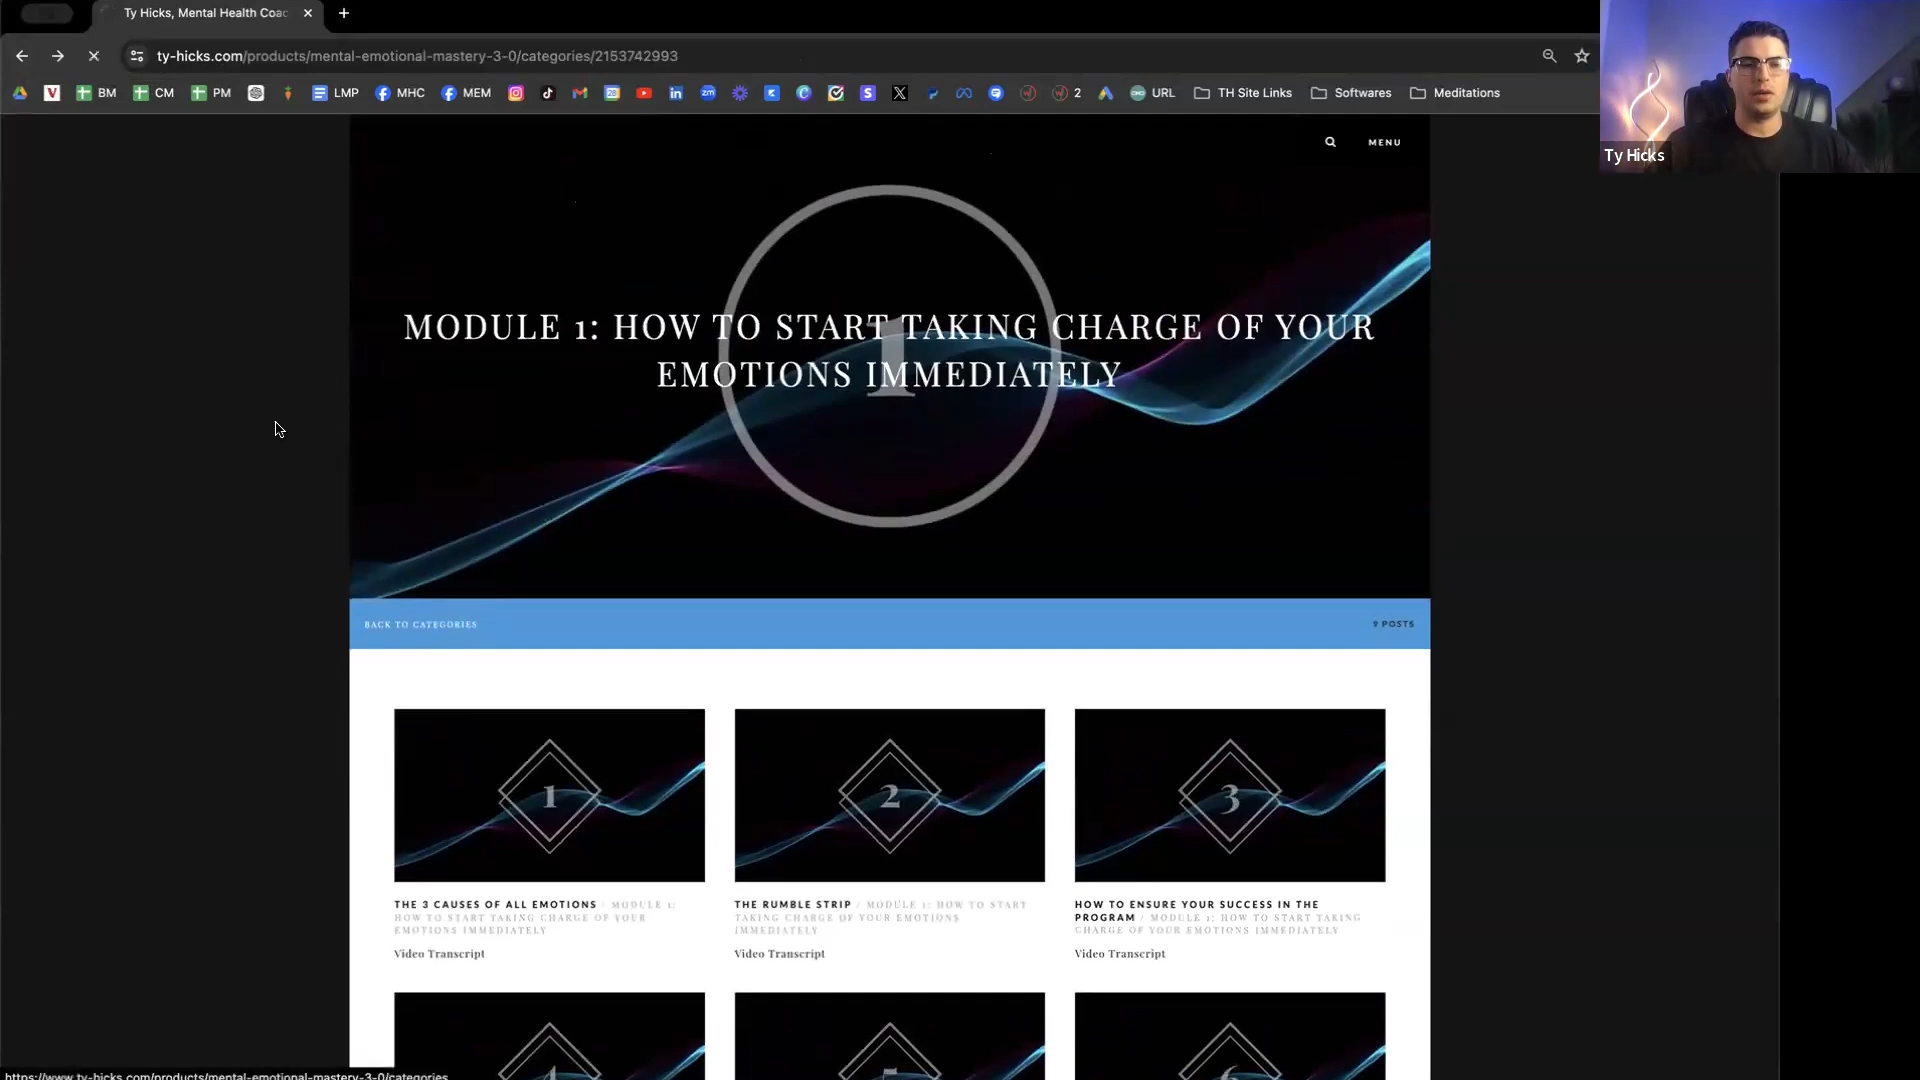 Ty Hicks, Mental Health Coac
ty-hicks.com/products/mental-emotional-mastery-3-0/categories/2153742993
BM CM PM LMP MHC MEM 2 URL TH Site Links Softwares Meditations
Ty Hicks
MENU
1
MODULE 1: HOW TO START TAKING CHARGE OF YOUR
EMOTIONS IMMEDIATELY
BACK TO CATEGORIES
9 POSTS
1
2
3
THE 3 CAUSES OF ALL EMOTIONS / MODULE 1:
HOW TO START TAKING CHARGE OF YOUR
EMOTIONS IMMEDIATELY
Video Transcript
THE RUMBLE STRIP / MODULE 1: HOW TO START
TAKING CHARGE OF YOUR EMOTIONS
IMMEDIATELY
Video Transcript
HOW TO ENSURE YOUR SUCCESS IN THE
PROGRAM / MODULE 1: HOW TO START TAKING
CHARGE OF YOUR EMOTIONS IMMEDIATELY
Video Transcript
https://www.ty-hicks.com/products/mental-emotional-mastery-3-0/categories